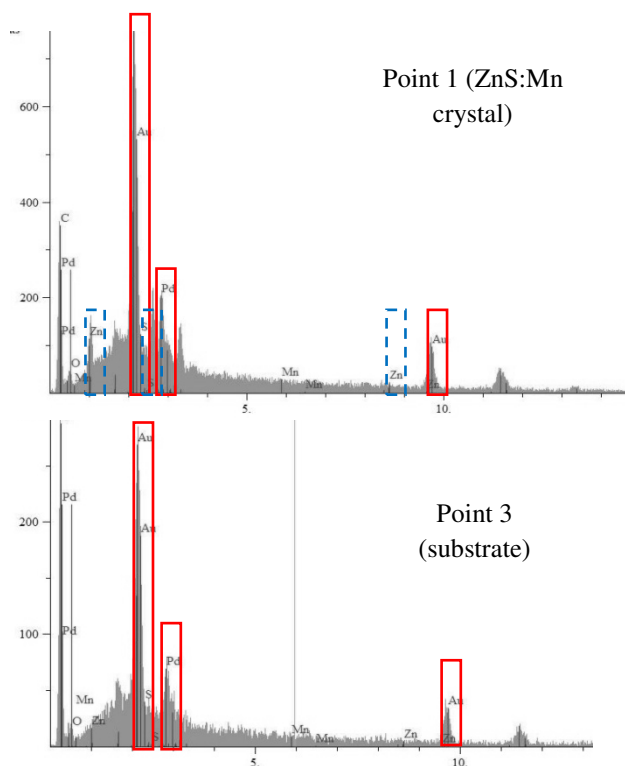 Point 1 (ZnS:Mn
crystal)
600
400
200
Au
C
Pd
Pd
Pd
Zn
S
Pd
O
S
Mn
Mn
Zn
Zn
Au
5.
10.
Point 3
(substrate)
200
100
Au
Pd
Au
Pd
Pd
Mn
S
O
Zn
S
Mn
Mn
Zn
Zn
Au
5.
10.